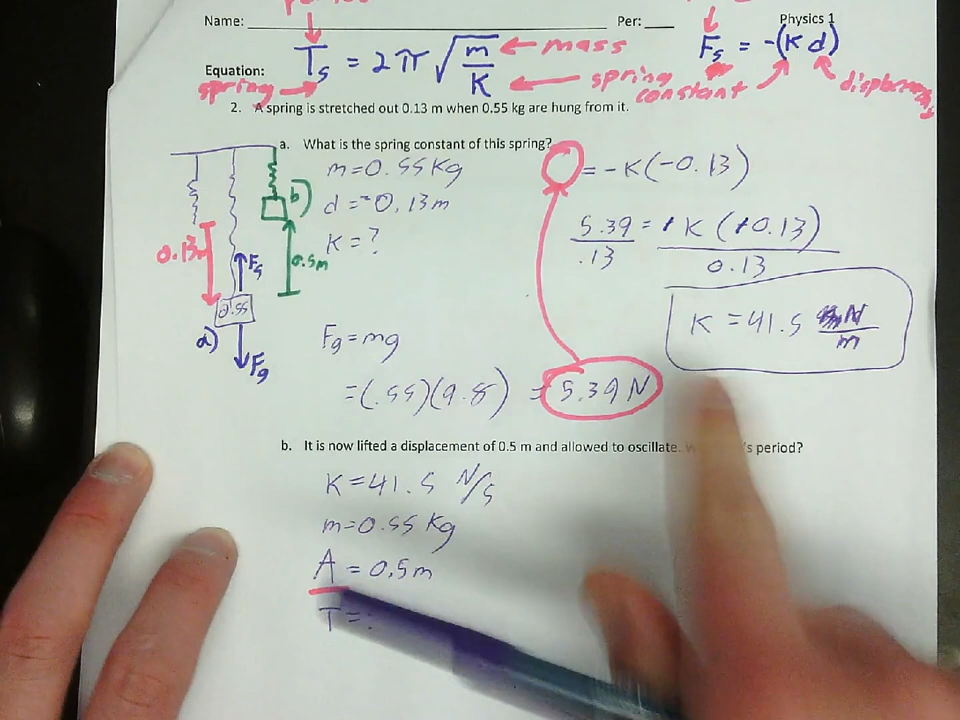 Name: Per: Physics 1
Equation:
Ts = 2π √(m/K) ← mass
spring → ← spring constant
Fs = -(K d)
2. A spring is stretched out 0.13 m when 0.55 kg are hung from it.
a. What is the spring constant of this spring?
m=0.55 Kg
d = -0.13m
K = ?
b)
0.13m
0.5m
Fs
0.55
a)
Fg
Fg = mg
= (.55)(9.8) = 5.39 N
= -K(-0.13)
5.39 = +K (+0.13)
.13 0.13
K = 41.5 N
m
b. It is now lifted a displacement of 0.5 m and allowed to oscillate. 's period?
K = 41.5 N/s
m=0.55 Kg
A = 0.5m
T =